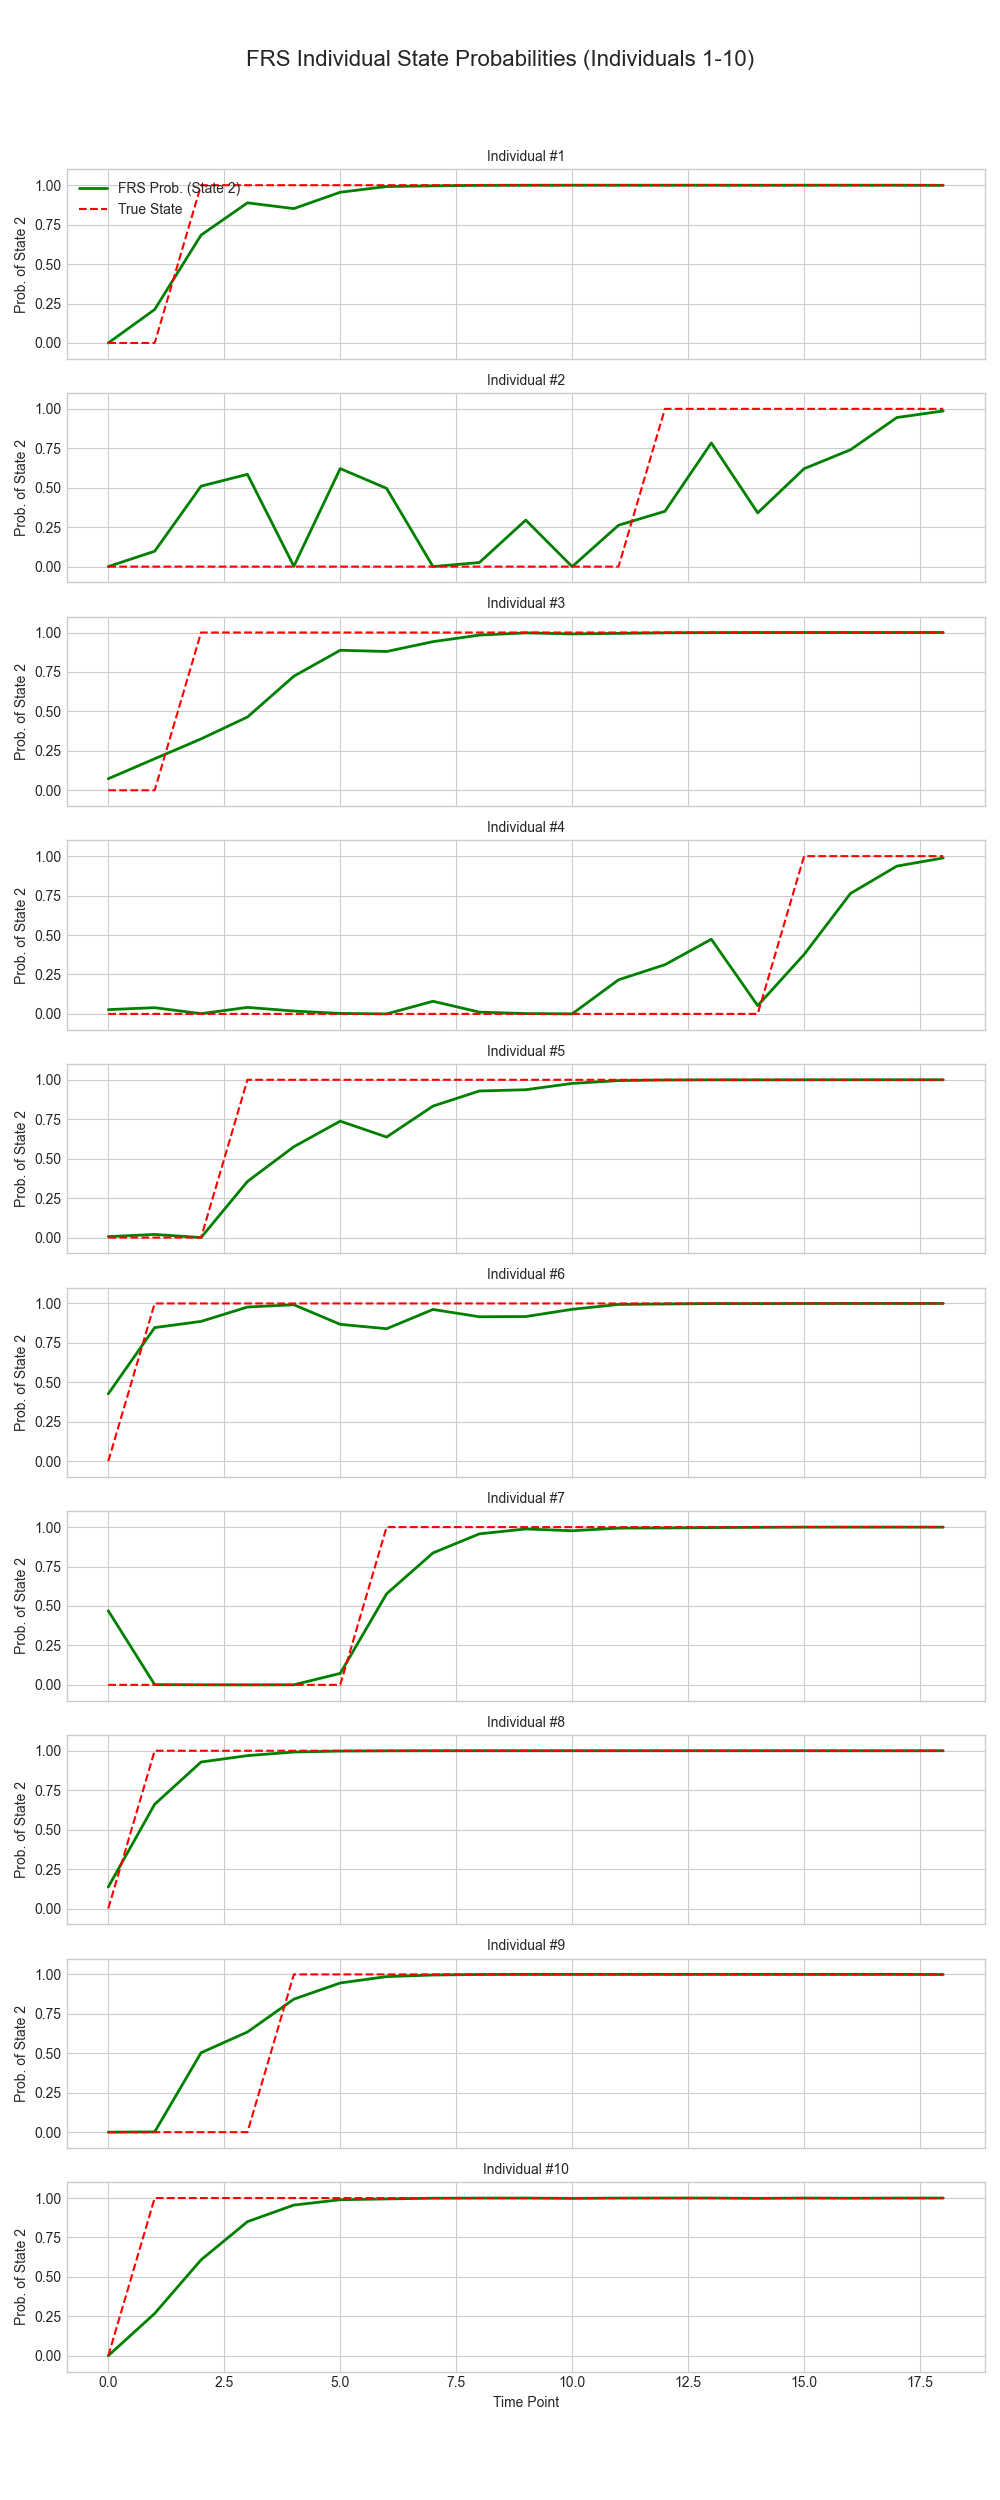 FRS Individual State Probabilities (Individuals 1-10)
Individual #1
FRS Prob. (State 2)
True State
Prob. of State 2
1.00
0.75
0.50
0.25
0.00
Individual #2
Prob. of State 2
1.00
0.75
0.50
0.25
0.00
Individual #3
Prob. of State 2
1.00
0.75
0.50
0.25
0.00
Individual #4
Prob. of State 2
1.00
0.75
0.50
0.25
0.00
Individual #5
Prob. of State 2
1.00
0.75
0.50
0.25
0.00
Individual #6
Prob. of State 2
1.00
0.75
0.50
0.25
0.00
Individual #7
Prob. of State 2
1.00
0.75
0.50
0.25
0.00
Individual #8
Prob. of State 2
1.00
0.75
0.50
0.25
0.00
Individual #9
Prob. of State 2
1.00
0.75
0.50
0.25
0.00
Individual #10
Prob. of State 2
1.00
0.75
0.50
0.25
0.00
0.0 2.5 5.0 7.5 10.0 12.5 15.0 17.5
Time Point